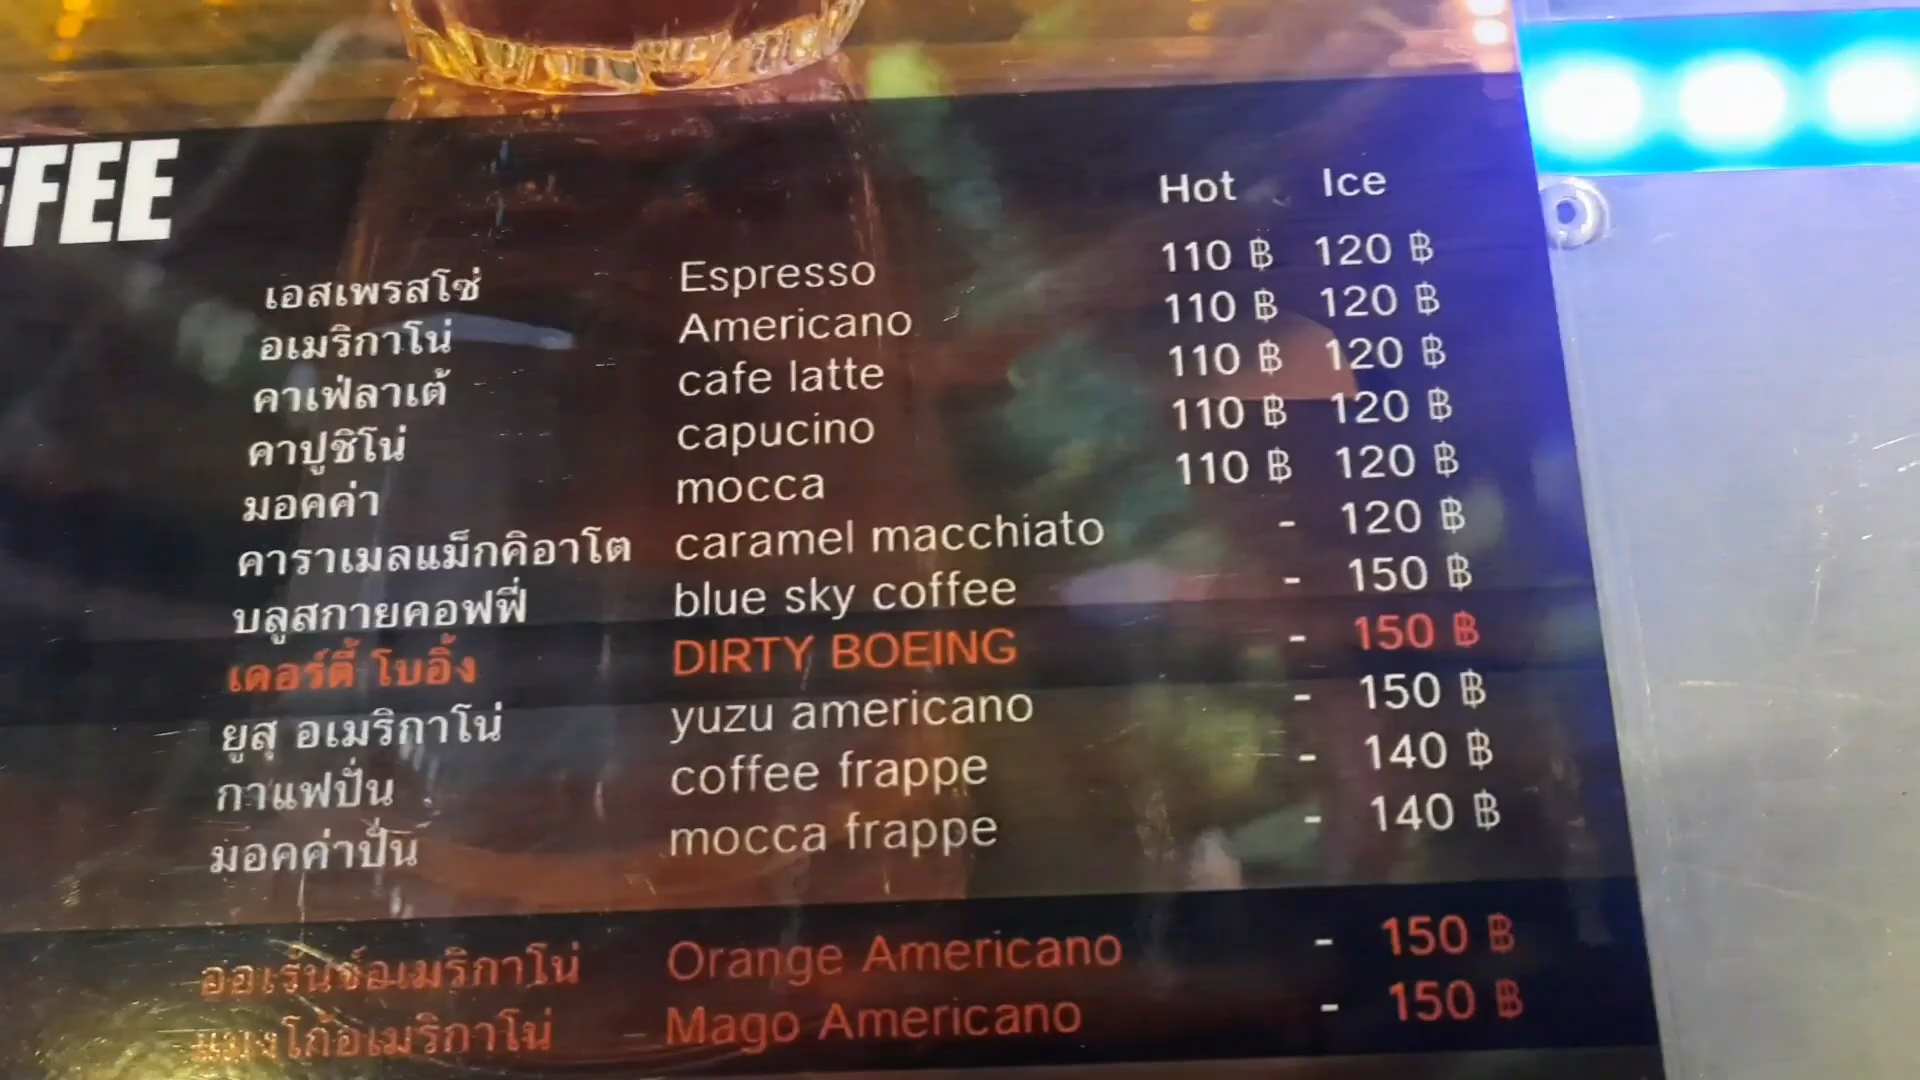 FFEE
Hot Ice
เอสเพรสโซ่ Espresso 110 ฿ 120 ฿
อเมริกาโน่ Americano 110 ฿ 120 ฿
คาเฟ่ลาเต้ cafe latte 110 ฿ 120 ฿
คาปูชิโน่ capucino 110 ฿ 120 ฿
มอคค่า mocca 110 ฿ 120 ฿
คาราเมลแม็กคิอาโต caramel macchiato - 120 ฿
บลูสกายคอฟฟี่ blue sky coffee - 150 ฿
เดอร์ตี้ โบอิ้ง DIRTY BOEING - 150 ฿
ยูสุ อเมริกาโน่ yuzu americano - 150 ฿
กาแฟปั่น coffee frappe - 140 ฿
มอคค่าปั่น mocca frappe - 140 ฿
ออเร้นช์อเมริกาโน่ Orange Americano - 150 ฿
แมงโก้อเมริกาโน่ Mago Americano - 150 ฿